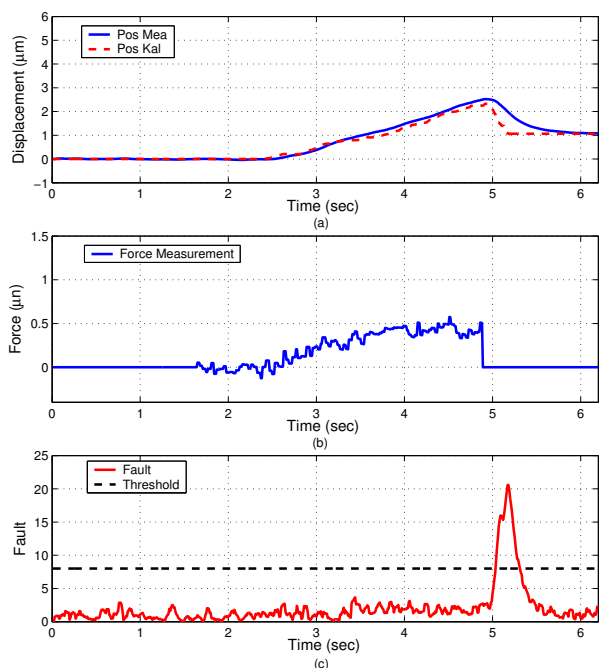 6
5
4
3
2
1
0
−1
Displacement (μm)
Pos Mea
Pos Kal
0 1 2 3 4 5 6
Time (sec)
(a)
1.5
1
0.5
0
Force (μn)
Force Measurement
0 1 2 3 4 5 6
Time (sec)
(b)
25
20
15
10
5
0
Fault
Fault
Threshold
0 1 2 3 4 5 6
Time (sec)
(c)